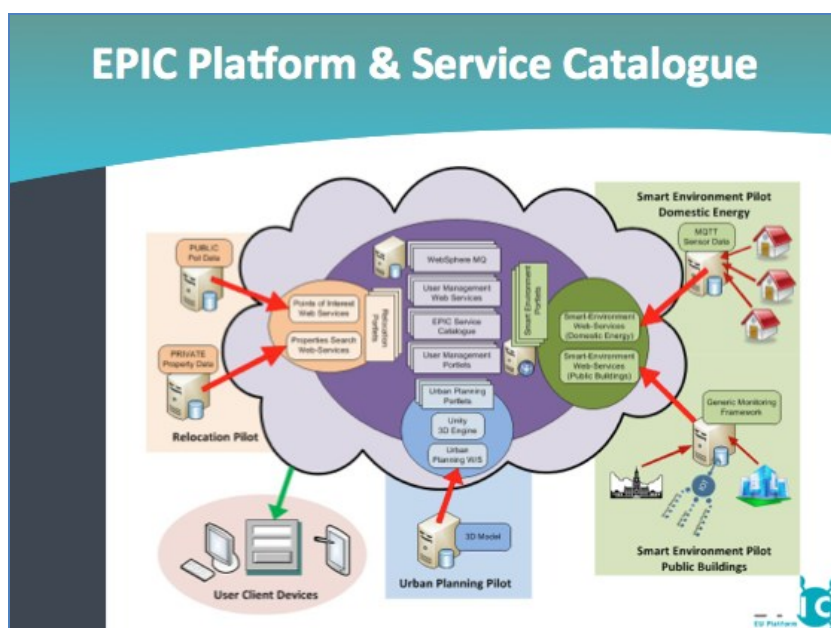 EPIC Platform & Service Catalogue
Smart Environment Pilot
Domestic Energy
PUBLIC
PoI Data
MQTT
Sensor Data
WebSphere MQ
User Management
Web Services
EPIC Service
Catalogue
User Management
Portlets
Points of Interest
Web Services
Properties Search
Web-Services
Relocation
Portlets
Smart Environment
Portlets
Smart-Environment
Web-Services
(Domestic Energy)
Smart-Environment
Web-Services
(Public Buildings)
PRIVATE
Property Data
Relocation Pilot
Urban Planning
Portlets
Unity
3D Engine
Urban
Planning W/S
Generic Monitoring
Framework
3D Model
User Client Devices
Urban Planning Pilot
Smart Environment Pilot
Public Buildings
EU Platform